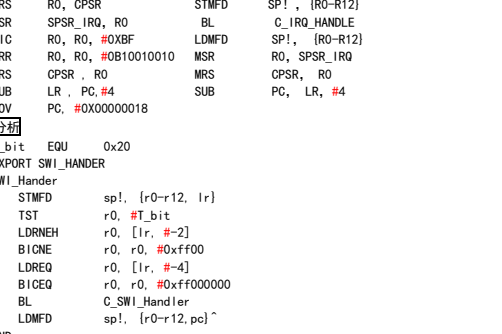 RS R0, CPSR STMFD SP! , {R0-R12}
SR SPSR_IRQ, R0 BL C_IRQ_HANDLE
IC R0, R0, #0XBF LDMFD SP!, {R0-R12}
RR R0, R0, #0B10010010 MSR R0, SPSR_IRQ
RS CPSR , R0 MRS CPSR, R0
UB LR , PC,#4 SUB PC, LR, #4
OV PC, #0X00000018
分析
_bit EQU 0x20
XPORT SWI_HANDER
WI_Hander
STMFD sp!, {r0-r12, lr}
TST r0, #T_bit
LDRNEH r0, [lr, #-2]
BICNE r0, r0, #0xff00
LDREQ r0, [lr, #-4]
BICEQ r0, r0, #0xff000000
BL C_SWI_Handler
LDMFD sp!, {r0-r12,pc}^